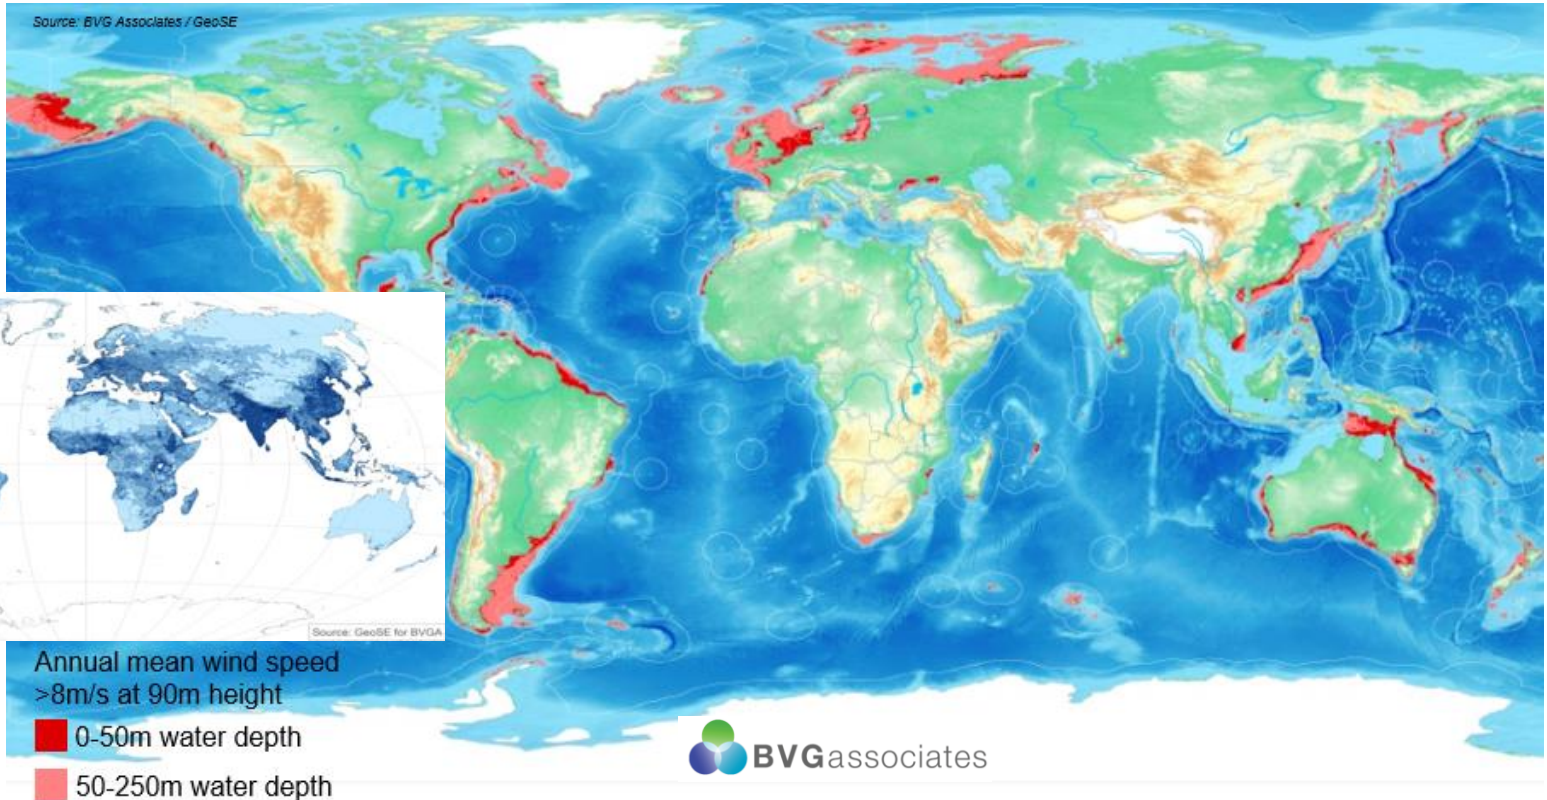 Source: BVG Associates / GeoSE
Source: GeoSE for BVGA
Annual mean wind speed
>8m/s at 90m height
0-50m water depth
50-250m water depth
BVGassociates